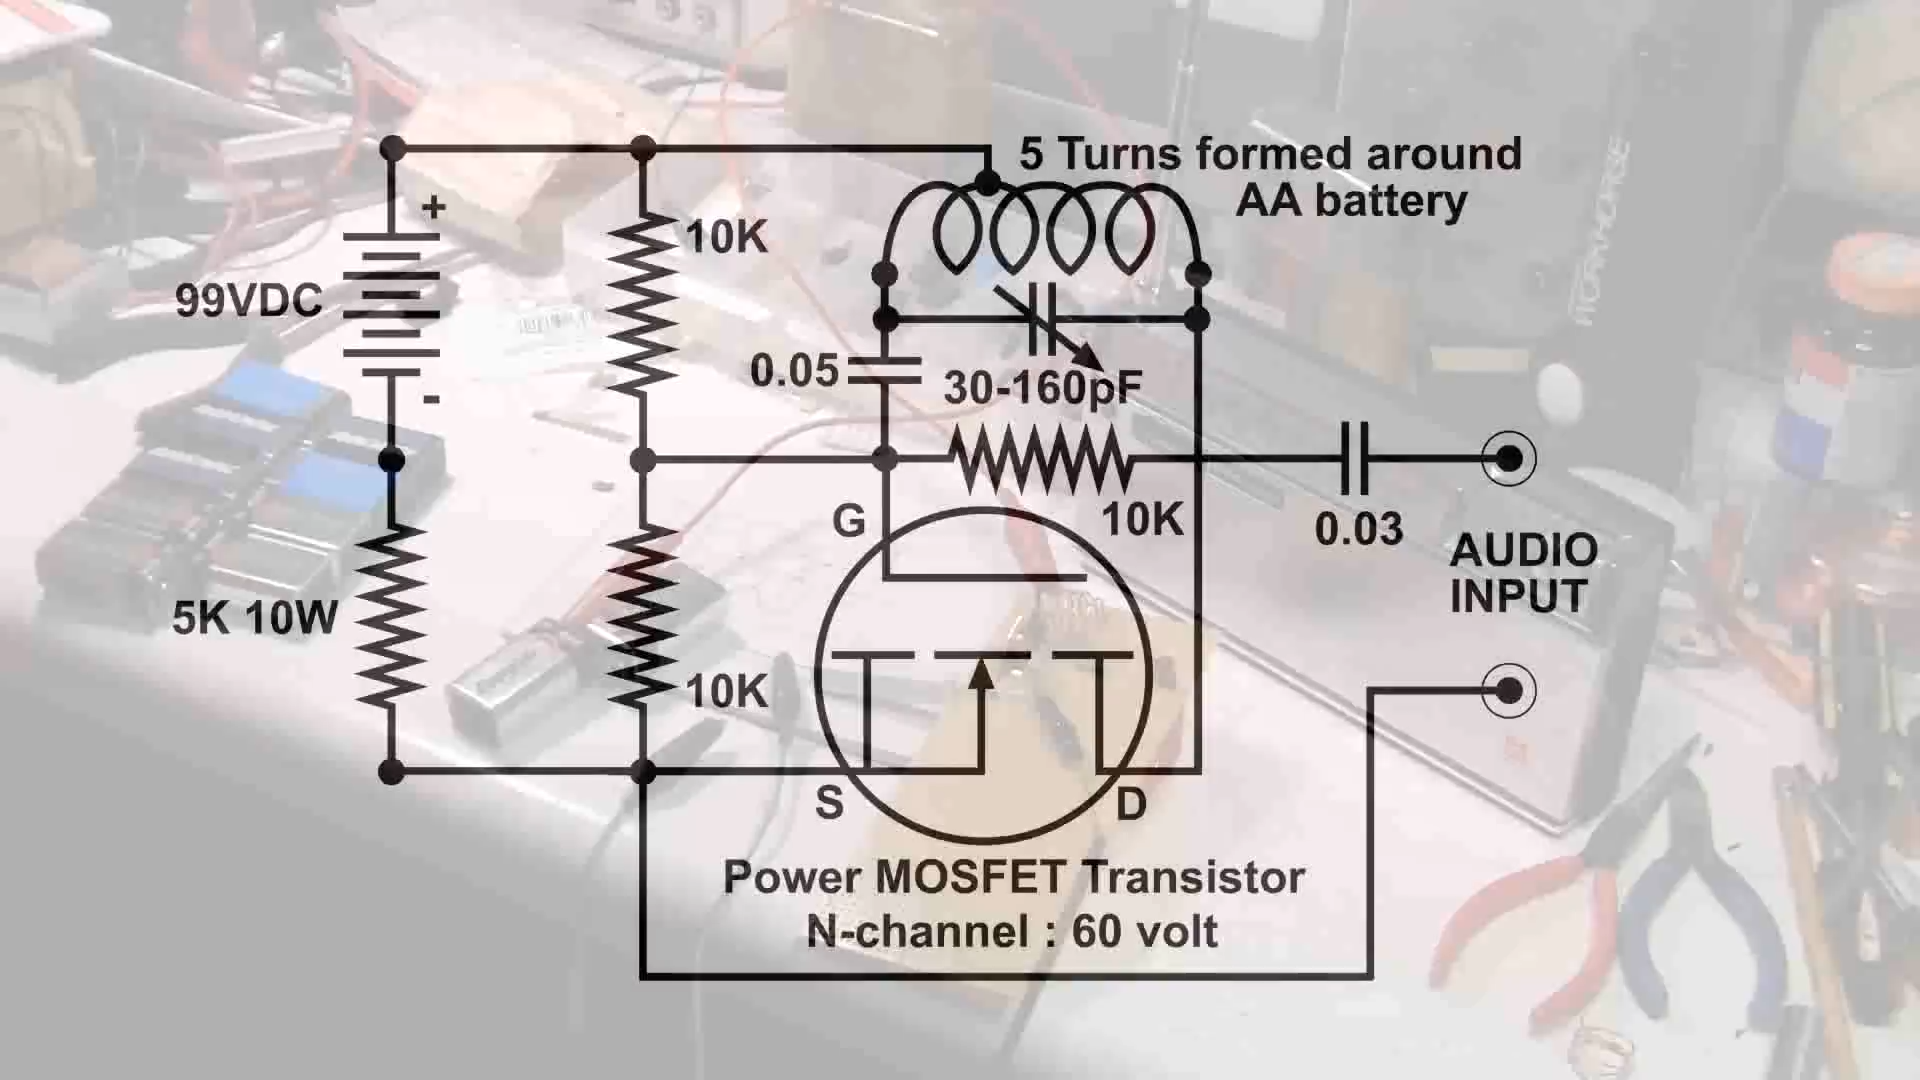 5 Turns formed around
AA battery
+
10K
99VDC
0.05
30-160pF
-
G
10K
0.03
AUDIO
INPUT
5K 10W
10K
S
D
Power MOSFET Transistor
N-channel : 60 volt